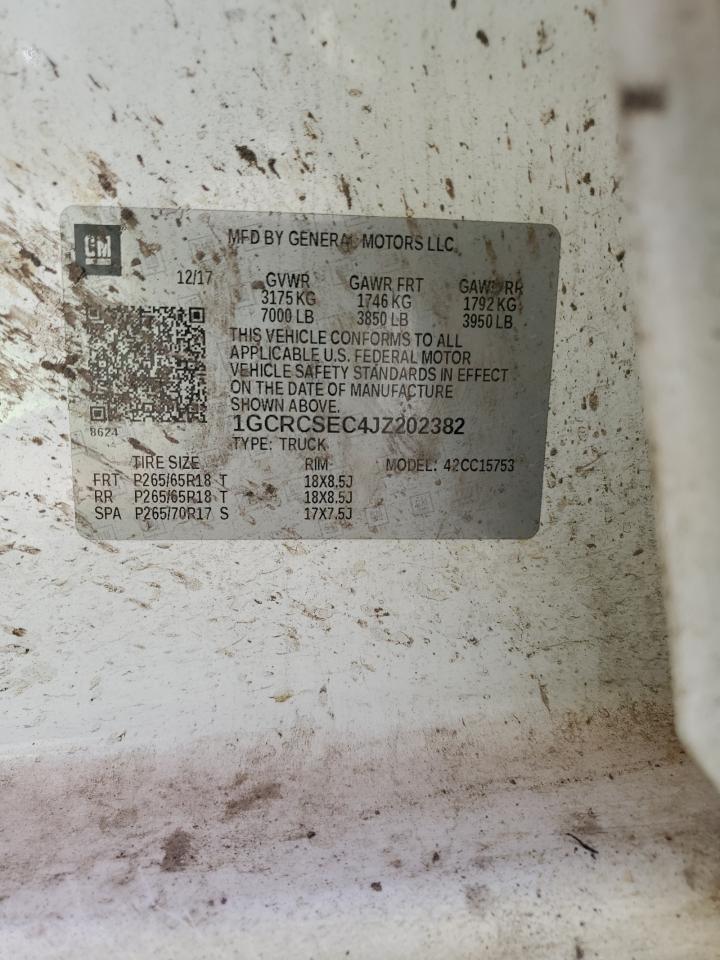 GM
MFD BY GENERAL MOTORS LLC
12/17 GVWR GAWR FRT GAWR RR
3175 KG 1746 KG 1792 KG
7000 LB 3850 LB 3950 LB
THIS VEHICLE CONFORMS TO ALL
APPLICABLE U.S. FEDERAL MOTOR
VEHICLE SAFETY STANDARDS IN EFFECT
ON THE DATE OF MANUFACTURE
SHOWN ABOVE.
8624
1GCRCSEC4JZ202382
TYPE: TRUCK
TIRE SIZE RIM MODEL: 42CC15753
FRT P265/65R18 T 18X8.5J
RR P265/65R18 T 18X8.5J
SPA P265/70R17 S 17X7.5J